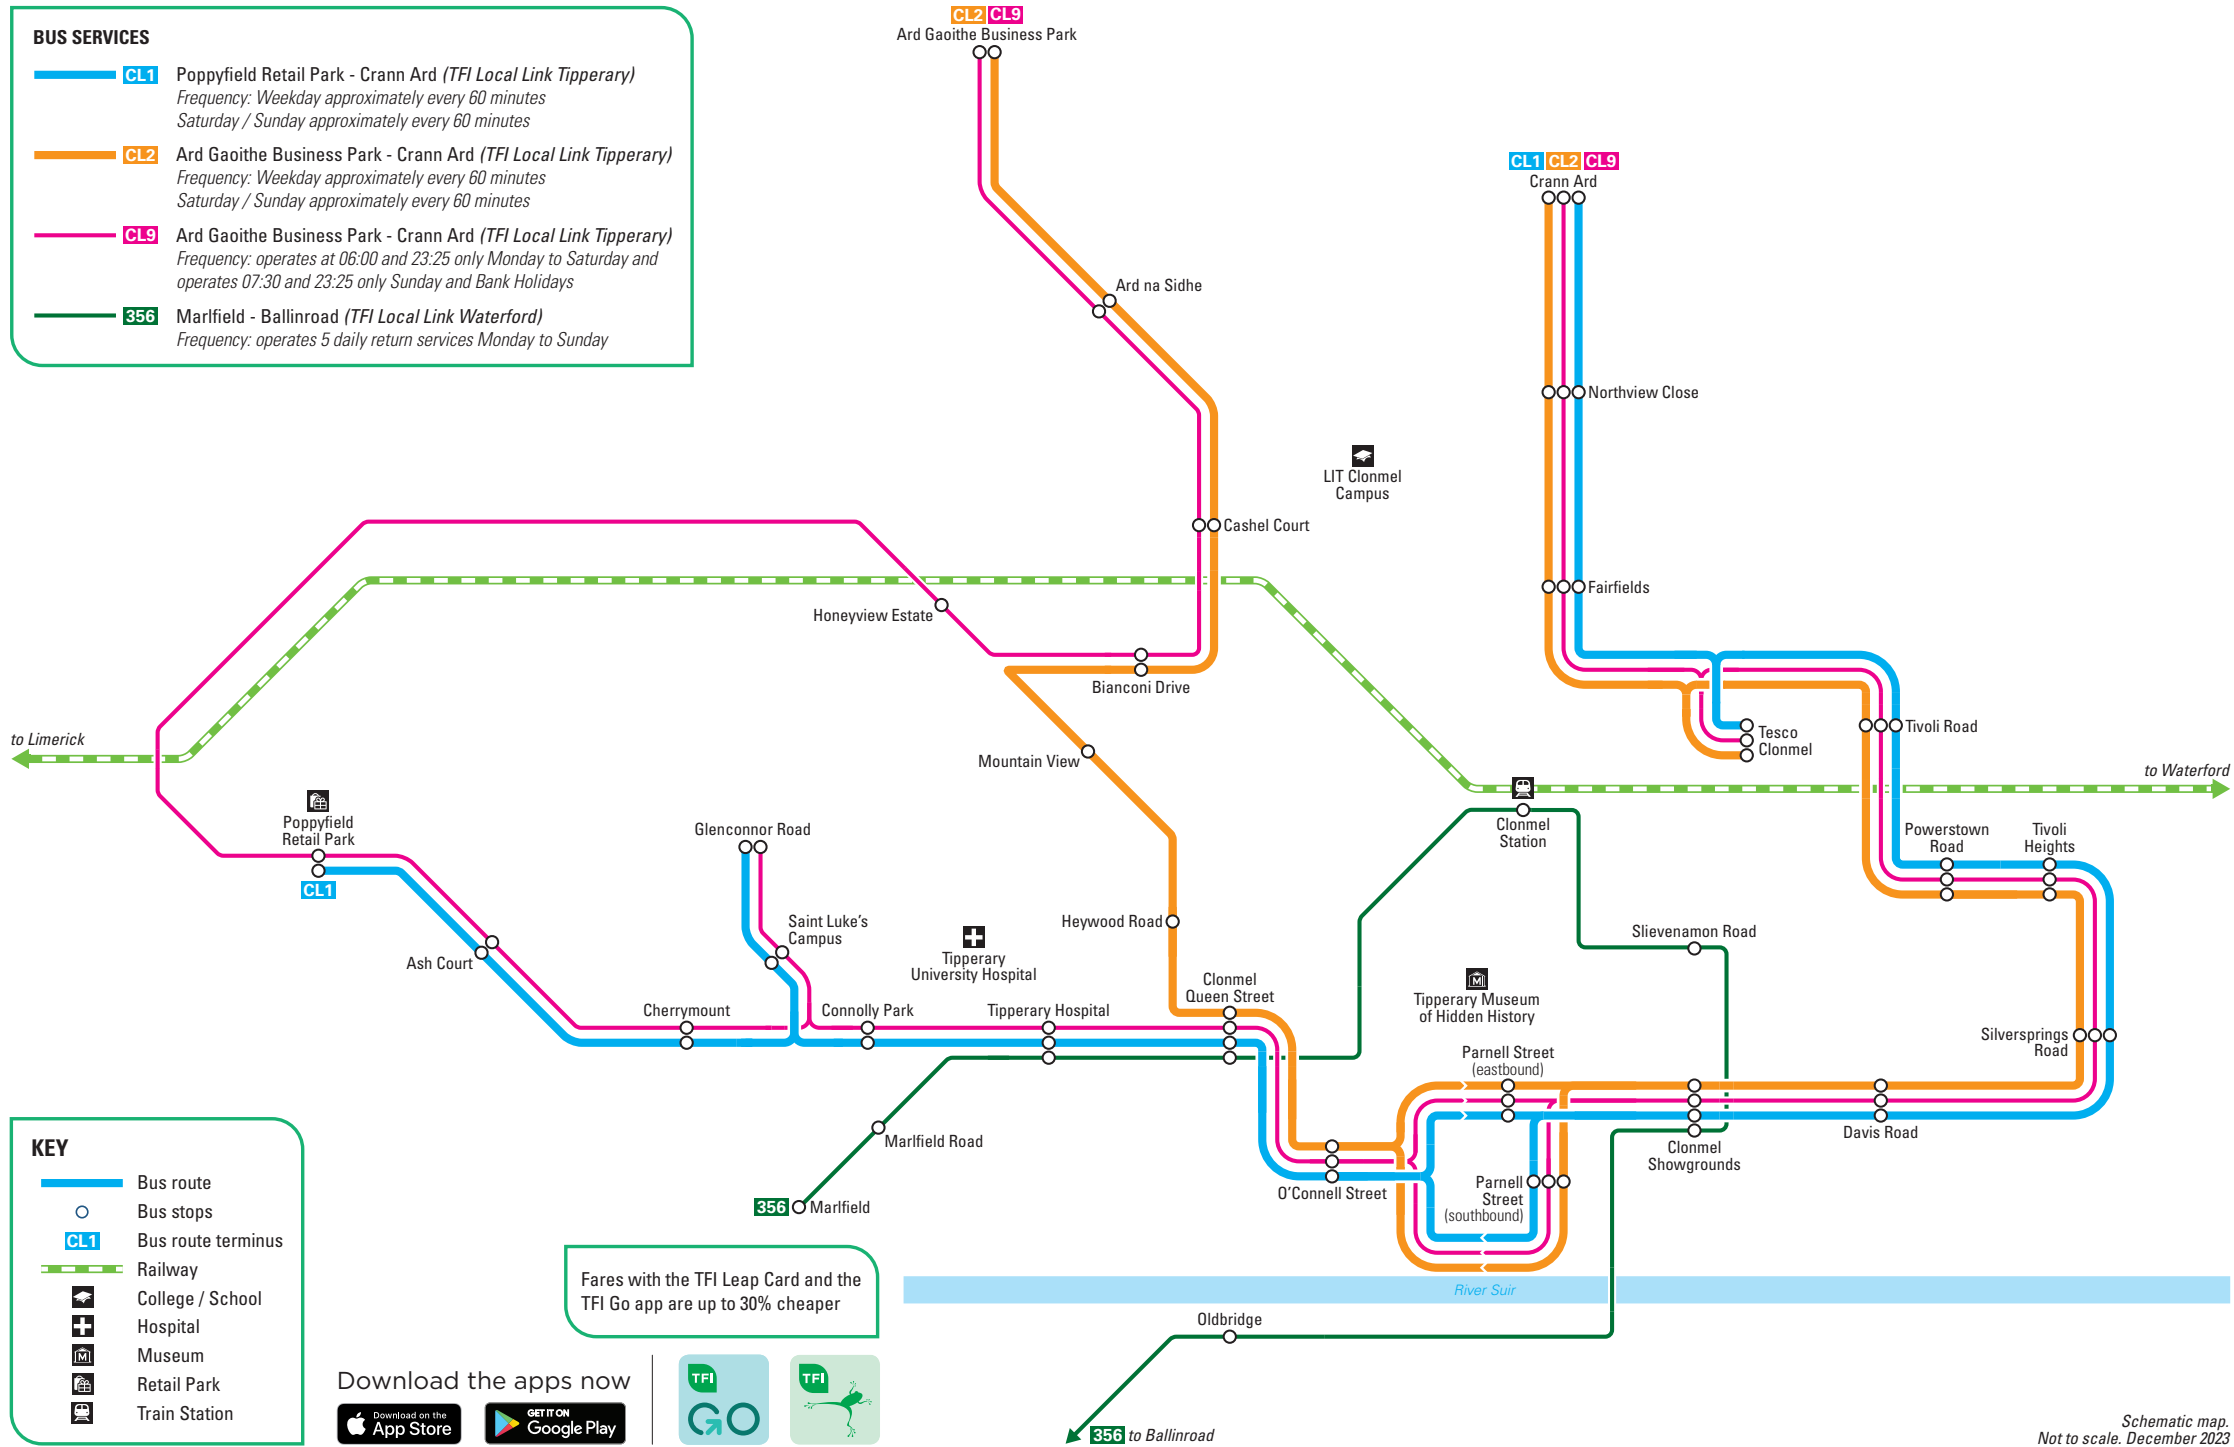 BUS SERVICES
CL1 Poppyfield Retail Park - Crann Ard (TFI Local Link Tipperary)
Frequency: Weekday approximately every 60 minutes
Saturday / Sunday approximately every 60 minutes
CL2 Ard Gaoithe Business Park - Crann Ard (TFI Local Link Tipperary)
Frequency: Weekday approximately every 60 minutes
Saturday / Sunday approximately every 60 minutes
CL9 Ard Gaoithe Business Park - Crann Ard (TFI Local Link Tipperary)
Frequency: operates at 06:00 and 23:25 only Monday to Saturday and
operates 07:30 and 23:25 only Sunday and Bank Holidays
356 Marlfield - Ballinroad (TFI Local Link Waterford)
Frequency: operates 5 daily return services Monday to Sunday
CL2 CL9
Ard Gaoithe Business Park
CL1 CL2 CL9
Crann Ard
Ard na Sidhe
Northview Close
LIT Clonmel
Campus
Cashel Court
Fairfields
Honeyview Estate
Bianconi Drive
Tesco
Clonmel
Tivoli Road
to Limerick
Mountain View
to Waterford
Poppyfield
Retail Park
CL1
Glenconnor Road
Clonmel
Station
Powerstown
Road
Tivoli
Heights
Saint Luke's
Campus
Heywood Road
Slievenamon Road
Ash Court
Tipperary
University Hospital
Clonmel
Queen Street
Tipperary Museum
of Hidden History
Cherrymount
Connolly Park
Tipperary Hospital
Silversprings
Road
Parnell Street
(eastbound)
Marlfield Road
Davis Road
Clonmel
Showgrounds
O'Connell Street
Parnell
Street
(southbound)
356 Marlfield
River Suir
Oldbridge
356 to Ballinroad
KEY
Bus route
Bus stops
CL1 Bus route terminus
Railway
College / School
Hospital
M Museum
Retail Park
Train Station
Fares with the TFI Leap Card and the
TFI Go app are up to 30% cheaper
Download the apps now
Download on the
App Store
GET IT ON
Google Play
TFI
GO
TFI
Schematic map.
Not to scale. December 2023